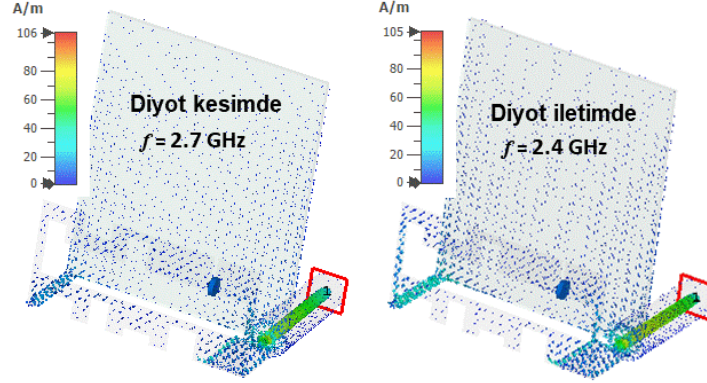 A/m
106
80
60
40
20
0
Diyot kesimde
f = 2.7 GHz
A/m
105
80
60
40
20
0
Diyot iletimde
f = 2.4 GHz